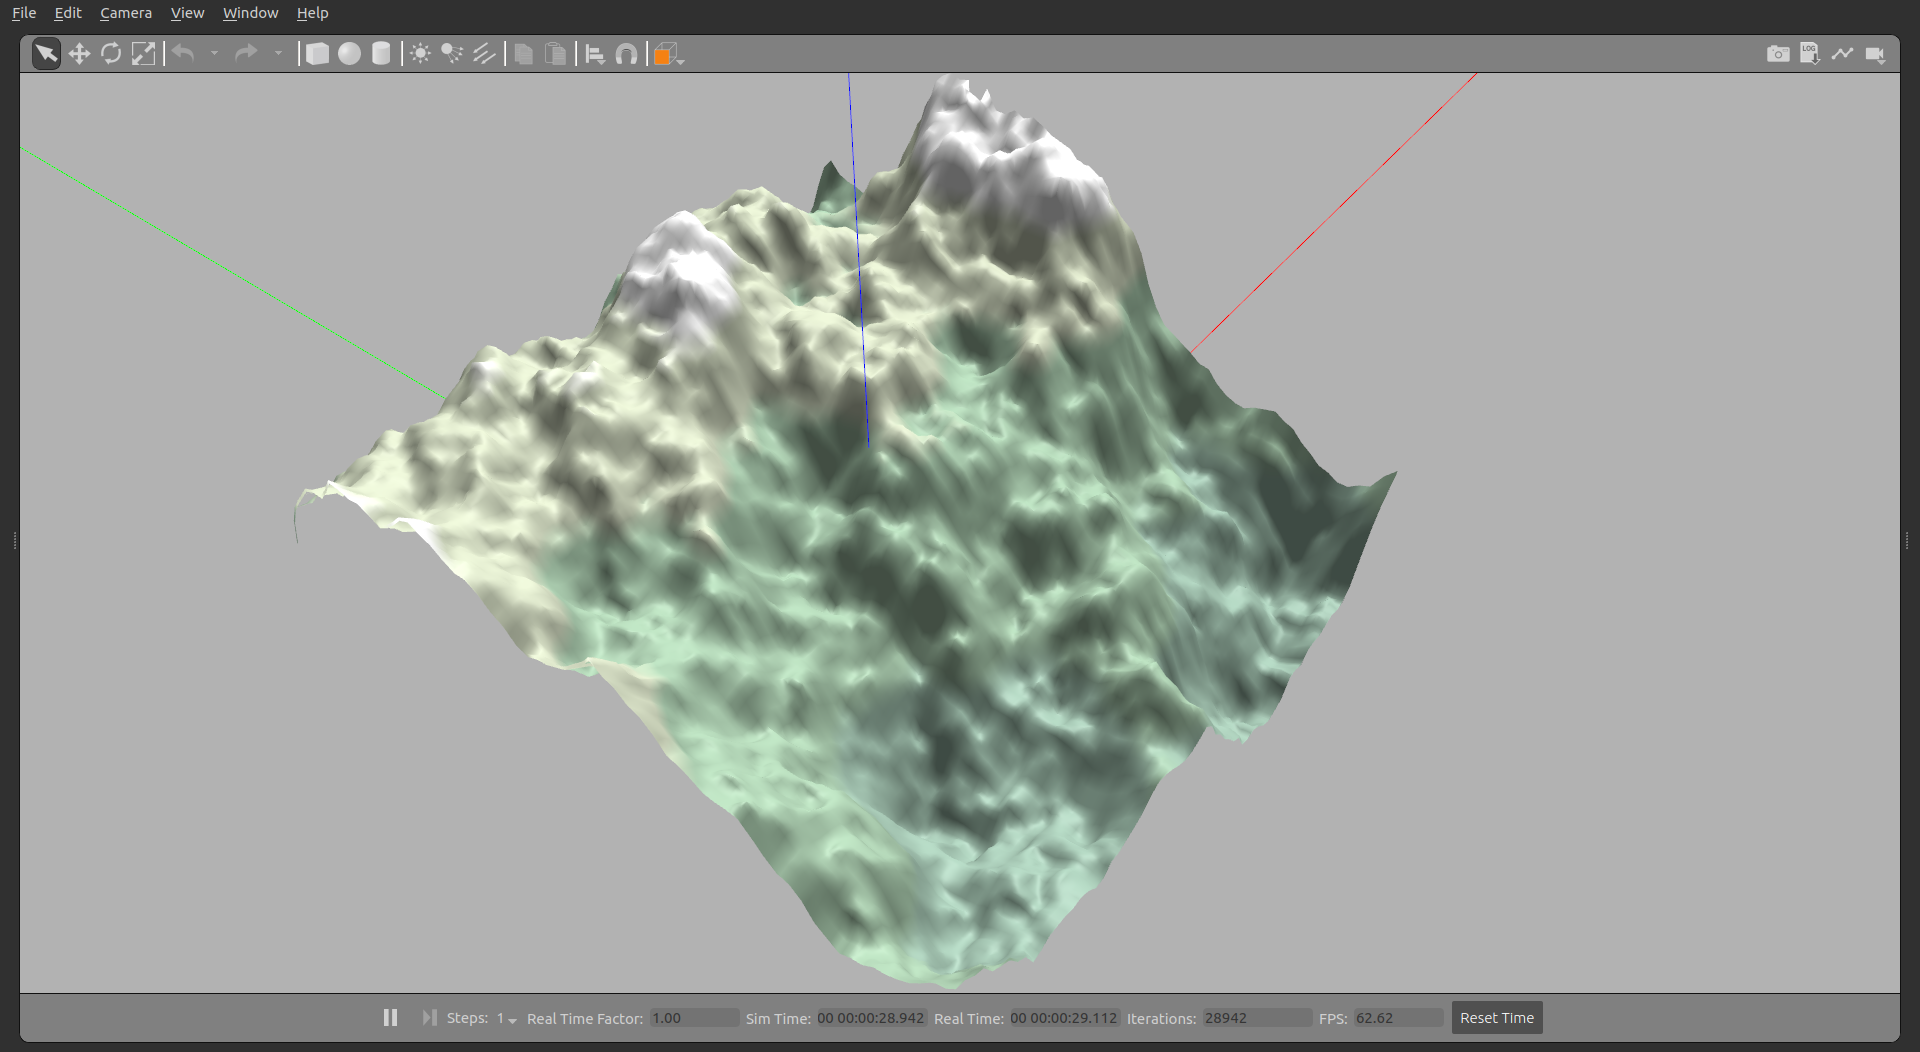 File Edit Camera View Window Help
LOG
Steps: 1 Real Time Factor: 1.00 Sim Time: 00 00:00:28.942 Real Time: 00 00:00:29.112 Iterations: 28942 FPS: 62.62 Reset Time